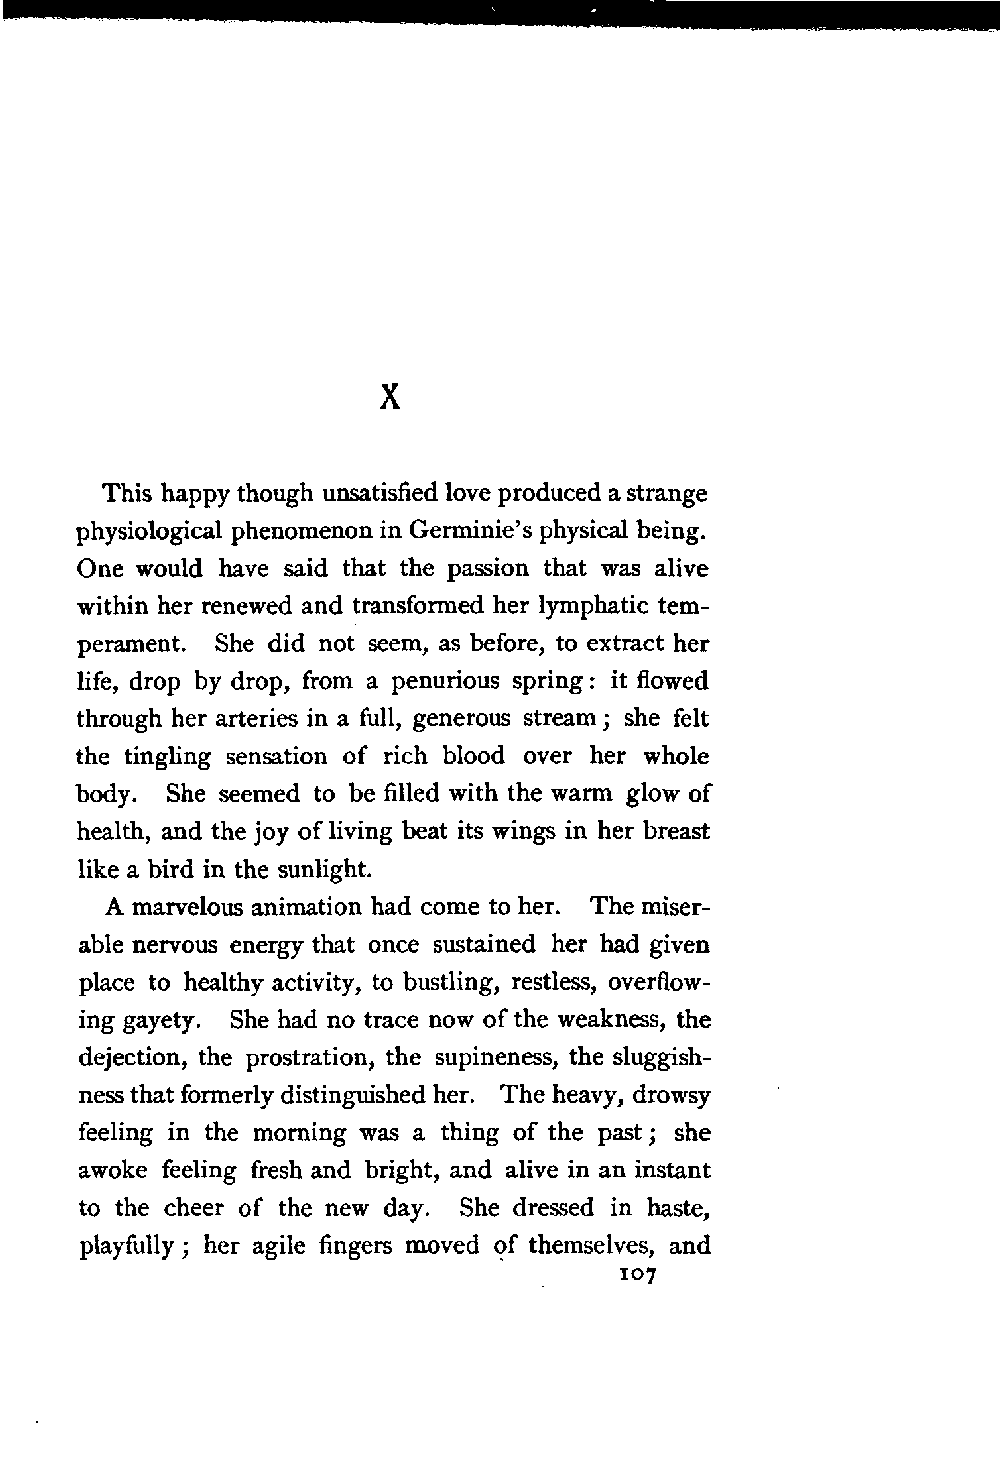 X
This happy though unsatisfied love produced a strange
physiological phenomenon in Germinie's physical being.
One would have said that the passion that was alive
within her renewed and transformed her lymphatic tem-
perament. She did not seem, as before, to extract her
life, drop by drop, from a penurious spring: it flowed
through her arteries in a full, generous stream; she felt
the tingling sensation of rich blood over her whole
body. She seemed to be filled with the warm glow of
health, and the joy of living beat its wings in her breast
like a bird in the sunlight.
A marvelous animation had come to her. The miser-
able nervous energy that once sustained her had given
place to healthy activity, to bustling, restless, overflow-
ing gayety. She had no trace now of the weakness, the
dejection, the prostration, the supineness, the sluggish-
ness that formerly distinguished her. The heavy, drowsy
feeling in the morning was a thing of the past; she
awoke feeling fresh and bright, and alive in an instant
to the cheer of the new day. She dressed in haste,
playfully; her agile fingers moved of themselves, and
107